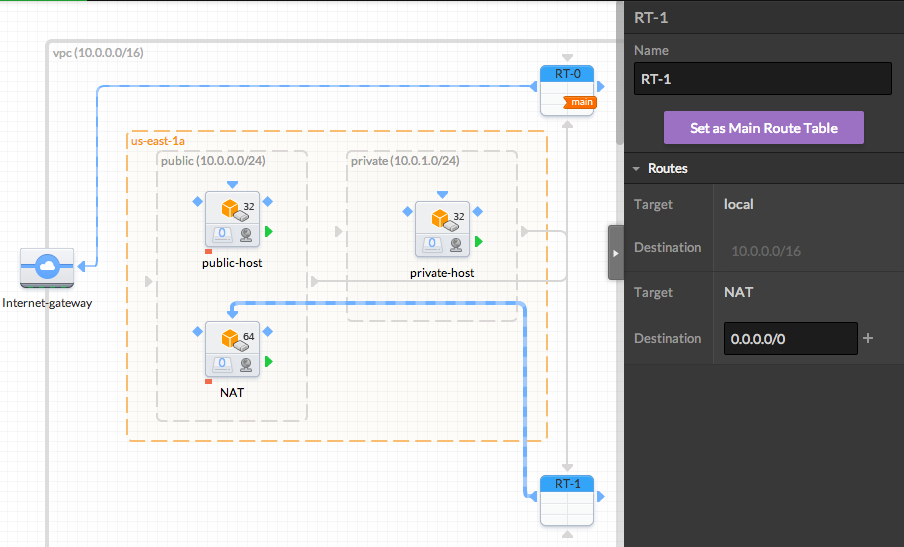 vpc (10.0.0.0/16)
RT-0
main
us-east-1a
public (10.0.0.0/24)
private (10.0.1.0/24)
32
0
public-host
32
0
private-host
Internet-gateway
64
0
NAT
RT-1
RT-1
Name
RT-1
Set as Main Route Table
Routes
Target local
Destination 10.0.0.0/16
Target NAT
Destination 0.0.0.0/0 +